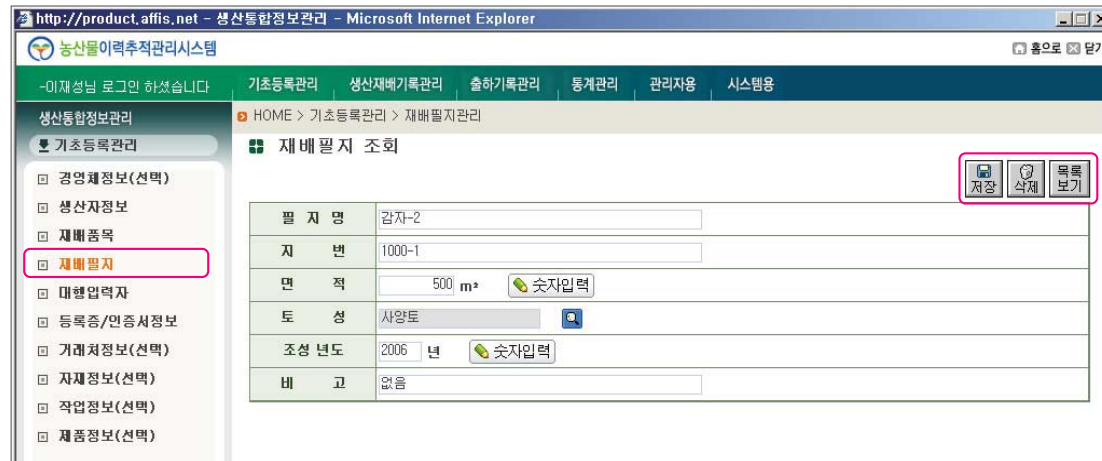 http://product.affis.net - 생산통합정보관리 - Microsoft Internet Explorer
농산물이력추적관리시스템
홈으로 닫기
-이재성님 로그인 하셨습니다
기초등록관리 생산재배기록관리 출하기록관리 통계관리 관리자용 시스템용
생산통합정보관리
HOME > 기초등록관리 > 재배필지관리
기초등록관리
재배필지 조회
저장 삭제 목록보기
경영체정보(선택)
생산자정보
재배품목
재배필지
대행입력자
등록증/인증서정보
거래처정보(선택)
자재정보(선택)
작업정보(선택)
제품정보(선택)
필 지 명 감자-2
지 번 1000-1
면 적 500 m² 숫자입력
토 성 사양토
조성 년도 2006 년 숫자입력
비 고 없음